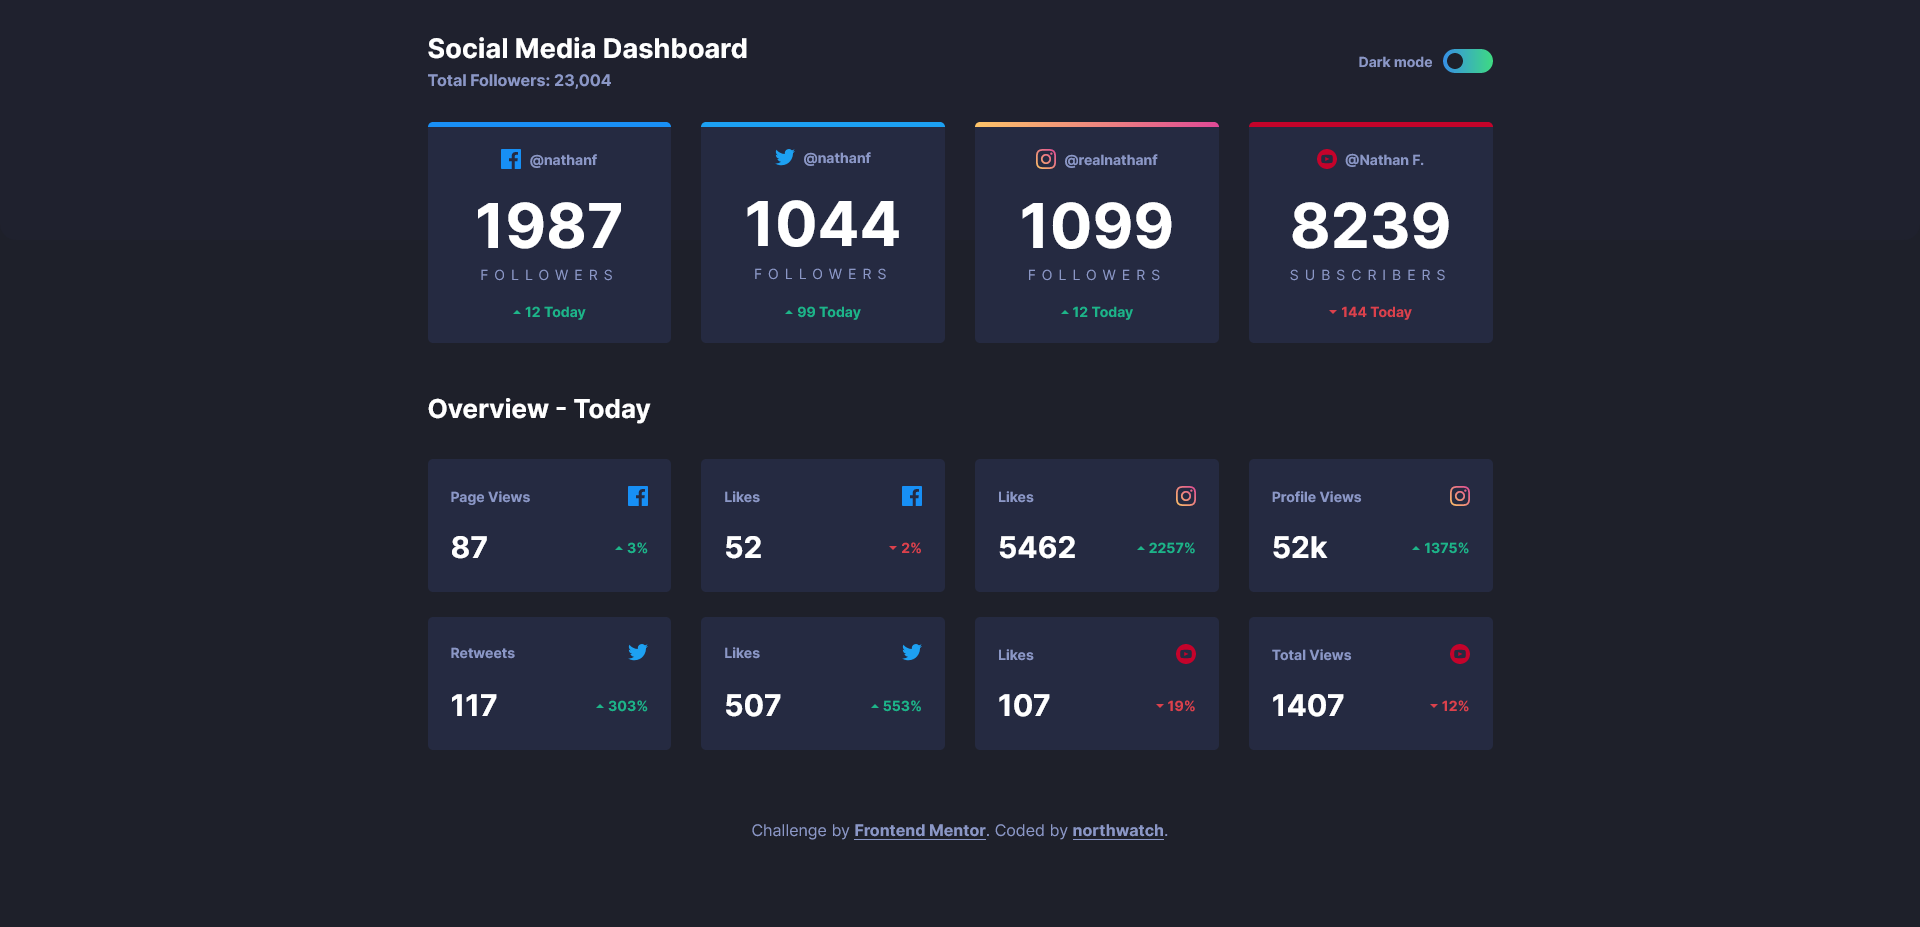 Social Media Dashboard
Total Followers: 23,004
Dark mode
@nathanf
1987
FOLLOWERS
12 Today
@nathanf
1044
FOLLOWERS
99 Today
@realnathanf
1099
FOLLOWERS
12 Today
@Nathan F.
8239
SUBSCRIBERS
144 Today
Overview - Today
Page Views
87
3%
Likes
52
2%
Likes
5462
2257%
Profile Views
52k
1375%
Retweets
117
303%
Likes
507
553%
Likes
107
19%
Total Views
1407
12%
Challenge by Frontend Mentor. Coded by northwatch.